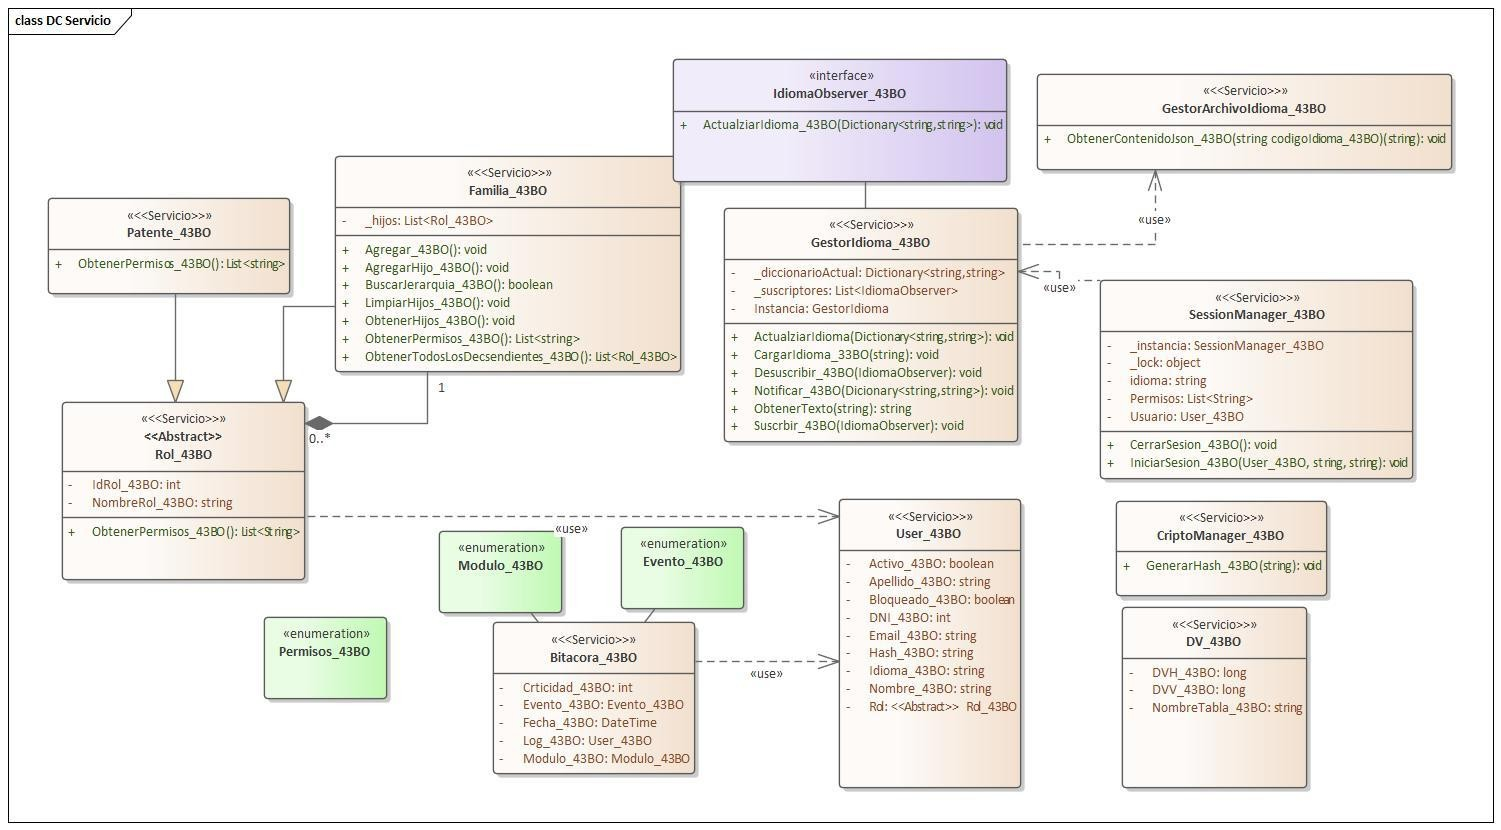 class DC Servicio
«interface»
IdiomaObserver_43BO
+ ActualziarIdioma_43BO(Dictionary<string,string>): void
«<<Servicio>>»
GestorArchivoIdioma_43BO
+ ObtenerContenidoJson_43BO(string codigoIdioma_43BO)(string): void
«<<Servicio>>»
Familia_43BO
- _hijos: List<Rol_43BO>
+ Agregar_43BO(): void
+ AgregarHijo_43BO(): void
+ BuscarJerarquia_43BO(): boolean
+ LimpiarHijos_43BO(): void
+ ObtenerHijos_43BO(): void
+ ObtenerPermisos_43BO(): List<string>
+ ObtenerTodosLosDecsendientes_43BO(): List<Rol_43BO>
«<<Servicio>>»
Patente_43BO
+ ObtenerPermisos_43BO(): List<string>
«<<Servicio>>»
GestorIdioma_43BO
- _diccionarioActual: Dictionary<string,string>
- _suscriptores: List<IdiomaObserver>
- Instancia: GestorIdioma
+ ActualziarIdioma(Dictionary<string,string>): void
+ CargarIdioma_33BO(string): void
+ Desuscribir_43BO(IdiomaObserver): void
+ Notificar_43BO(Dicionary<string,string>): void
+ ObtenerTexto(string): string
+ Suscrbir_43BO(IdiomaObserver): void
«use»
«use»
«<<Servicio>>»
SessionManager_43BO
- _instancia: SessionManager_43BO
- _lock: object
- idioma: string
- Permisos: List<String>
- Usuario: User_43BO
+ CerrarSesion_43BO(): void
+ IniciarSesion_43BO(User_43BO, string, string): void
1
0..*
«<<Servicio>>»
<<Abstract>>
Rol_43BO
- IdRol_43BO: int
- NombreRol_43BO: string
+ ObtenerPermisos_43BO(): List<String>
«use»
«enumeration»
Modulo_43BO
«enumeration»
Evento_43BO
«<<Servicio>>»
User_43BO
- Activo_43BO: boolean
- Apellido_43BO: string
- Bloqueado_43BO: boolean
- DNI_43BO: int
- Email_43BO: string
- Hash_43BO: string
- Idioma_43BO: string
- Nombre_43BO: string
- Rol: <<Abstract>> Rol_43BO
«<<Servicio>>»
CriptoManager_43BO
+ GenerarHash_43BO(string): void
«enumeration»
Permisos_43BO
«<<Servicio>>»
Bitacora_43BO
- Crticidad_43BO: int
- Evento_43BO: Evento_43BO
- Fecha_43BO: DateTime
- Log_43BO: User_43BO
- Modulo_43BO: Modulo_43BO
«use»
«<<Servicio>>»
DV_43BO
- DVH_43BO: long
- DVV_43BO: long
- NombreTabla_43BO: string